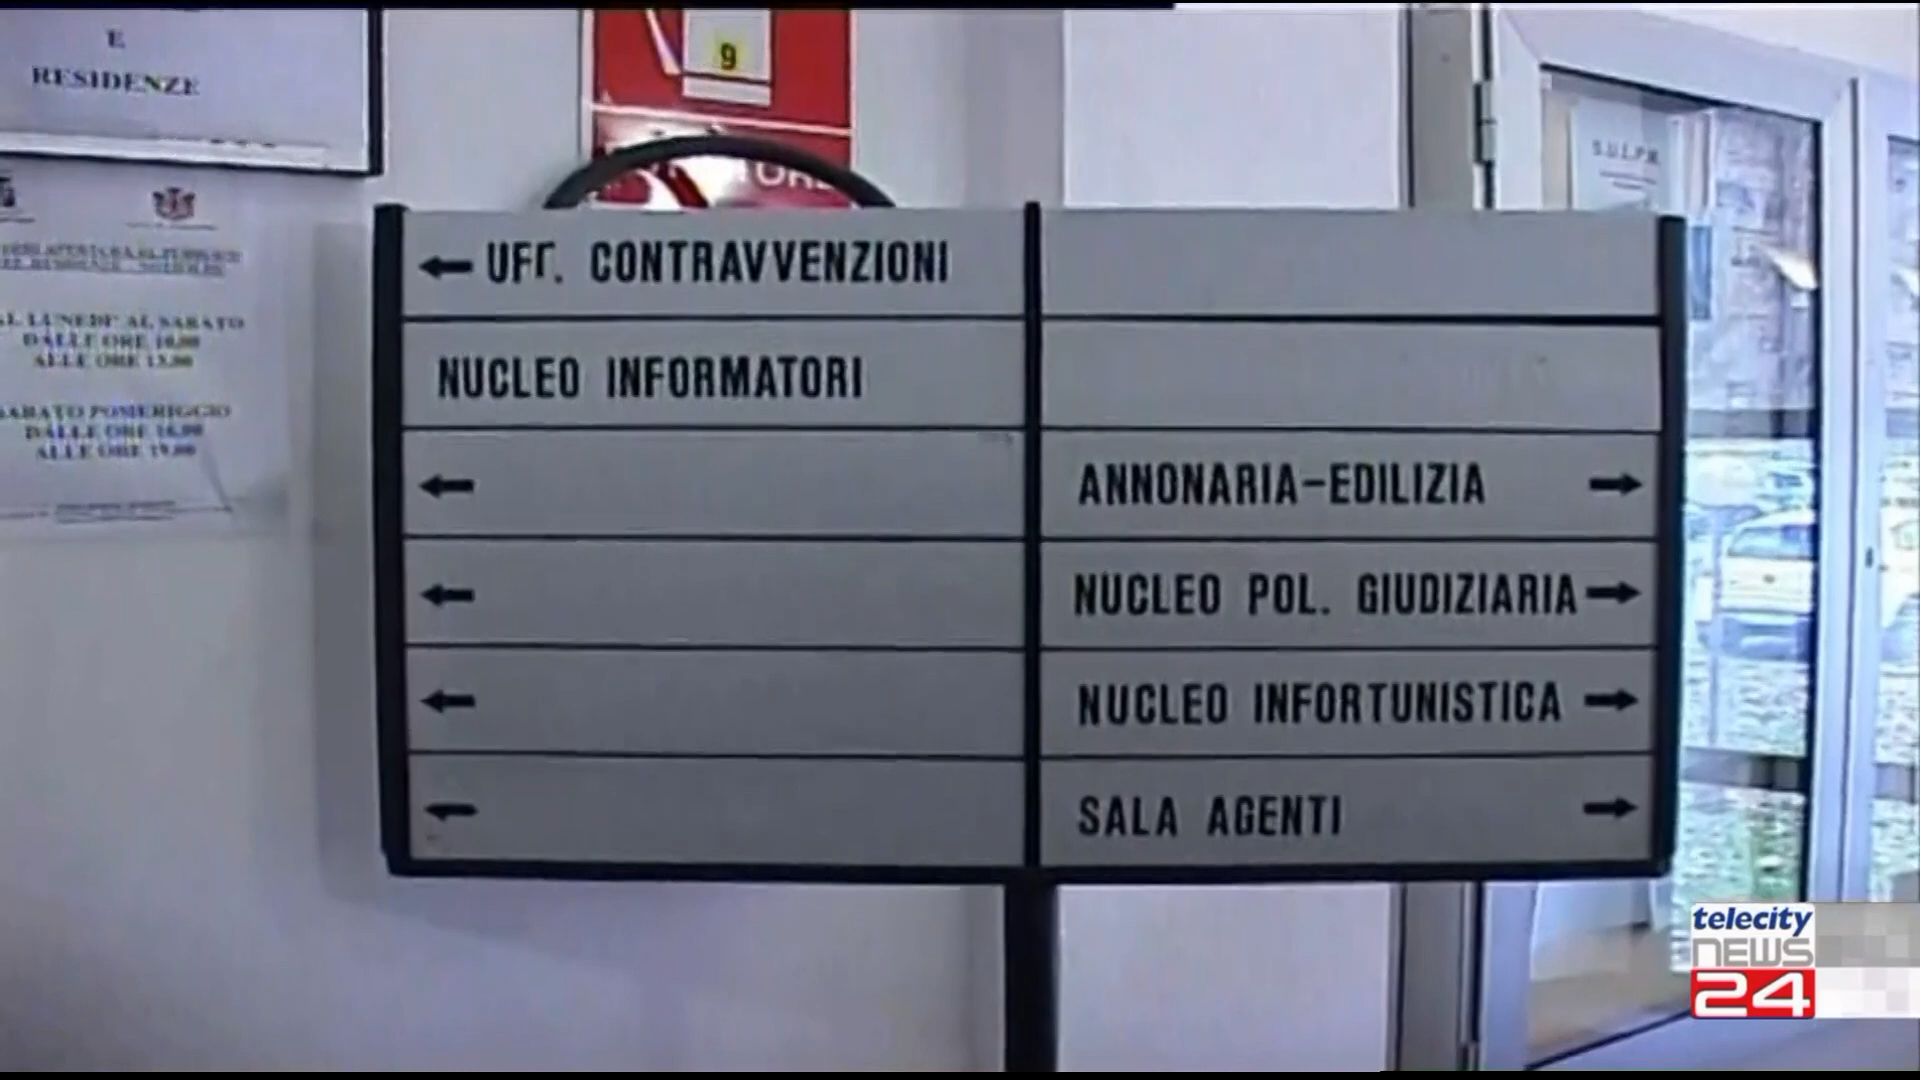 E
RESIDENZE
9
S.U.L.P.M.
AL LUNEDI' AL SABATO
DALLE ORE 10.00
ALLE ORE 13.00
SABATO POMERIGGIO
DALLE ORE 16.00
ALLE ORE 19.00
← UFF. CONTRAVVENZIONI
NUCLEO INFORMATORI
←
←
←
←
ANNONARIA-EDILIZIA →
NUCLEO POL. GIUDIZIARIA →
NUCLEO INFORTUNISTICA →
SALA AGENTI →
telecity
NEWS
24